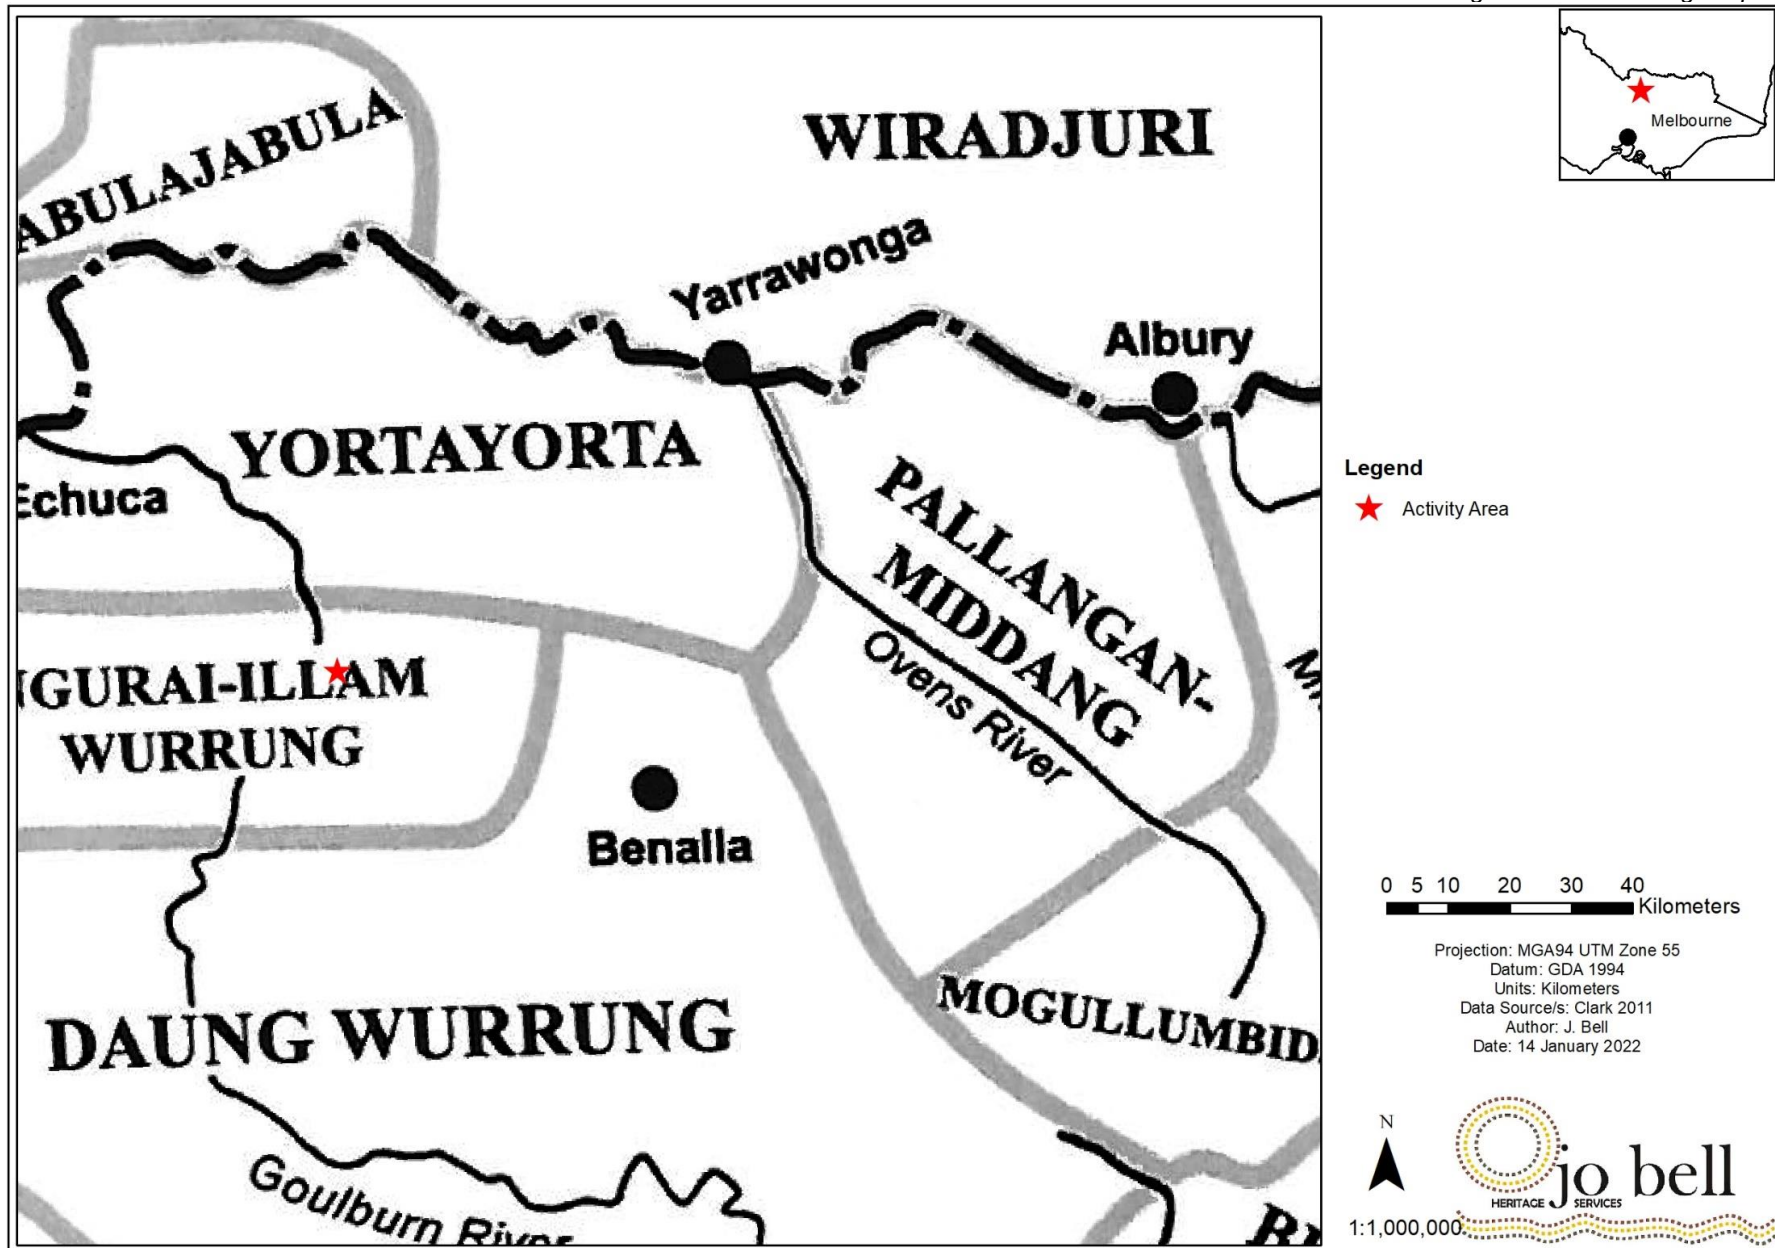 WIRADJURI
ABULAJABULA
Yarrawonga
Albury
YORTAYORTA
Echuca
PALLANGAN-
MIDDANG
Ovens River
NGURAI-ILLAM
WURRUNG
Benalla
DAUNG WURRUNG
MOGULLUMBID
Goulburn River
Melbourne
Legend
Activity Area
0 5 10 20 30 40
Kilometers
Projection: MGA94 UTM Zone 55
Datum: GDA 1994
Units: Kilometers
Data Source/s: Clark 2011
Author: J. Bell
Date: 14 January 2022
N
1:1,000,000
jo bell
HERITAGE SERVICES